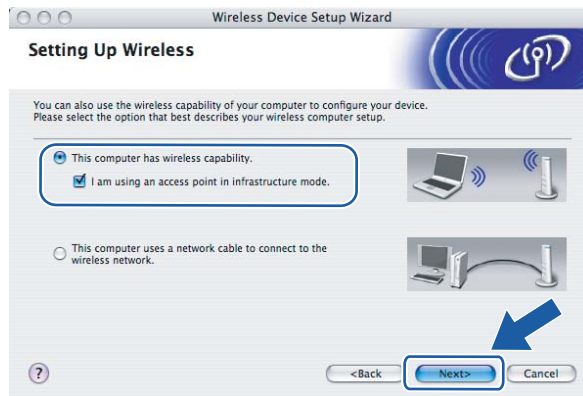 Wireless Device Setup Wizard
Setting Up Wireless
You can also use the wireless capability of your computer to configure your device.
Please select the option that best describes your wireless computer setup.
This computer has wireless capability.
I am using an access point in infrastructure mode.
This computer uses a network cable to connect to the
wireless network.
? <Back Next> Cancel